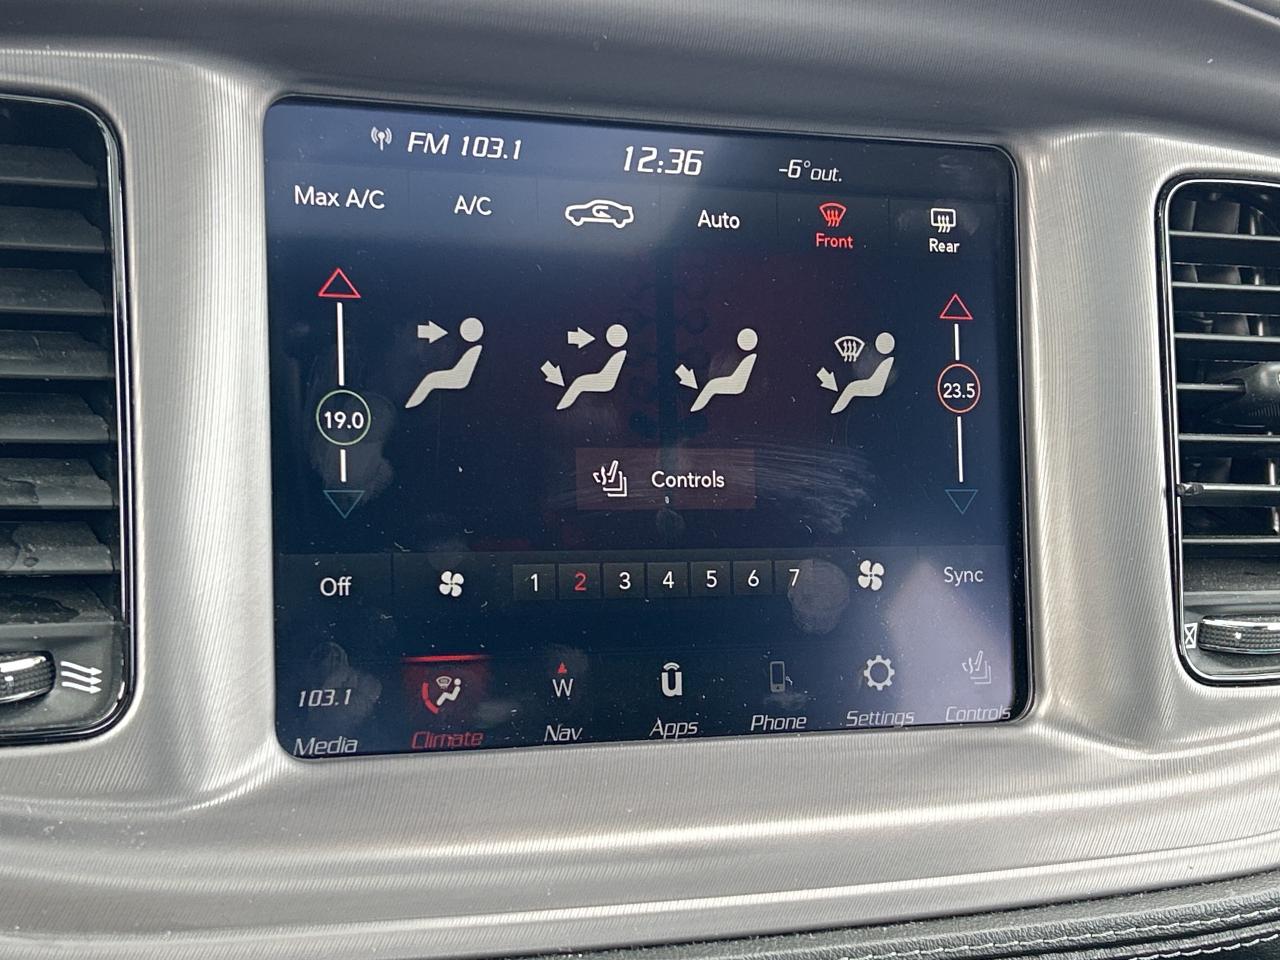 FM 103.1 12:36 -6°out.
Max A/C A/C Auto Front Rear
19.0 23.5
Controls
Off 1 2 3 4 5 6 7 Sync
103.1 W u
Media Climate Nav Apps Phone Settings Controls